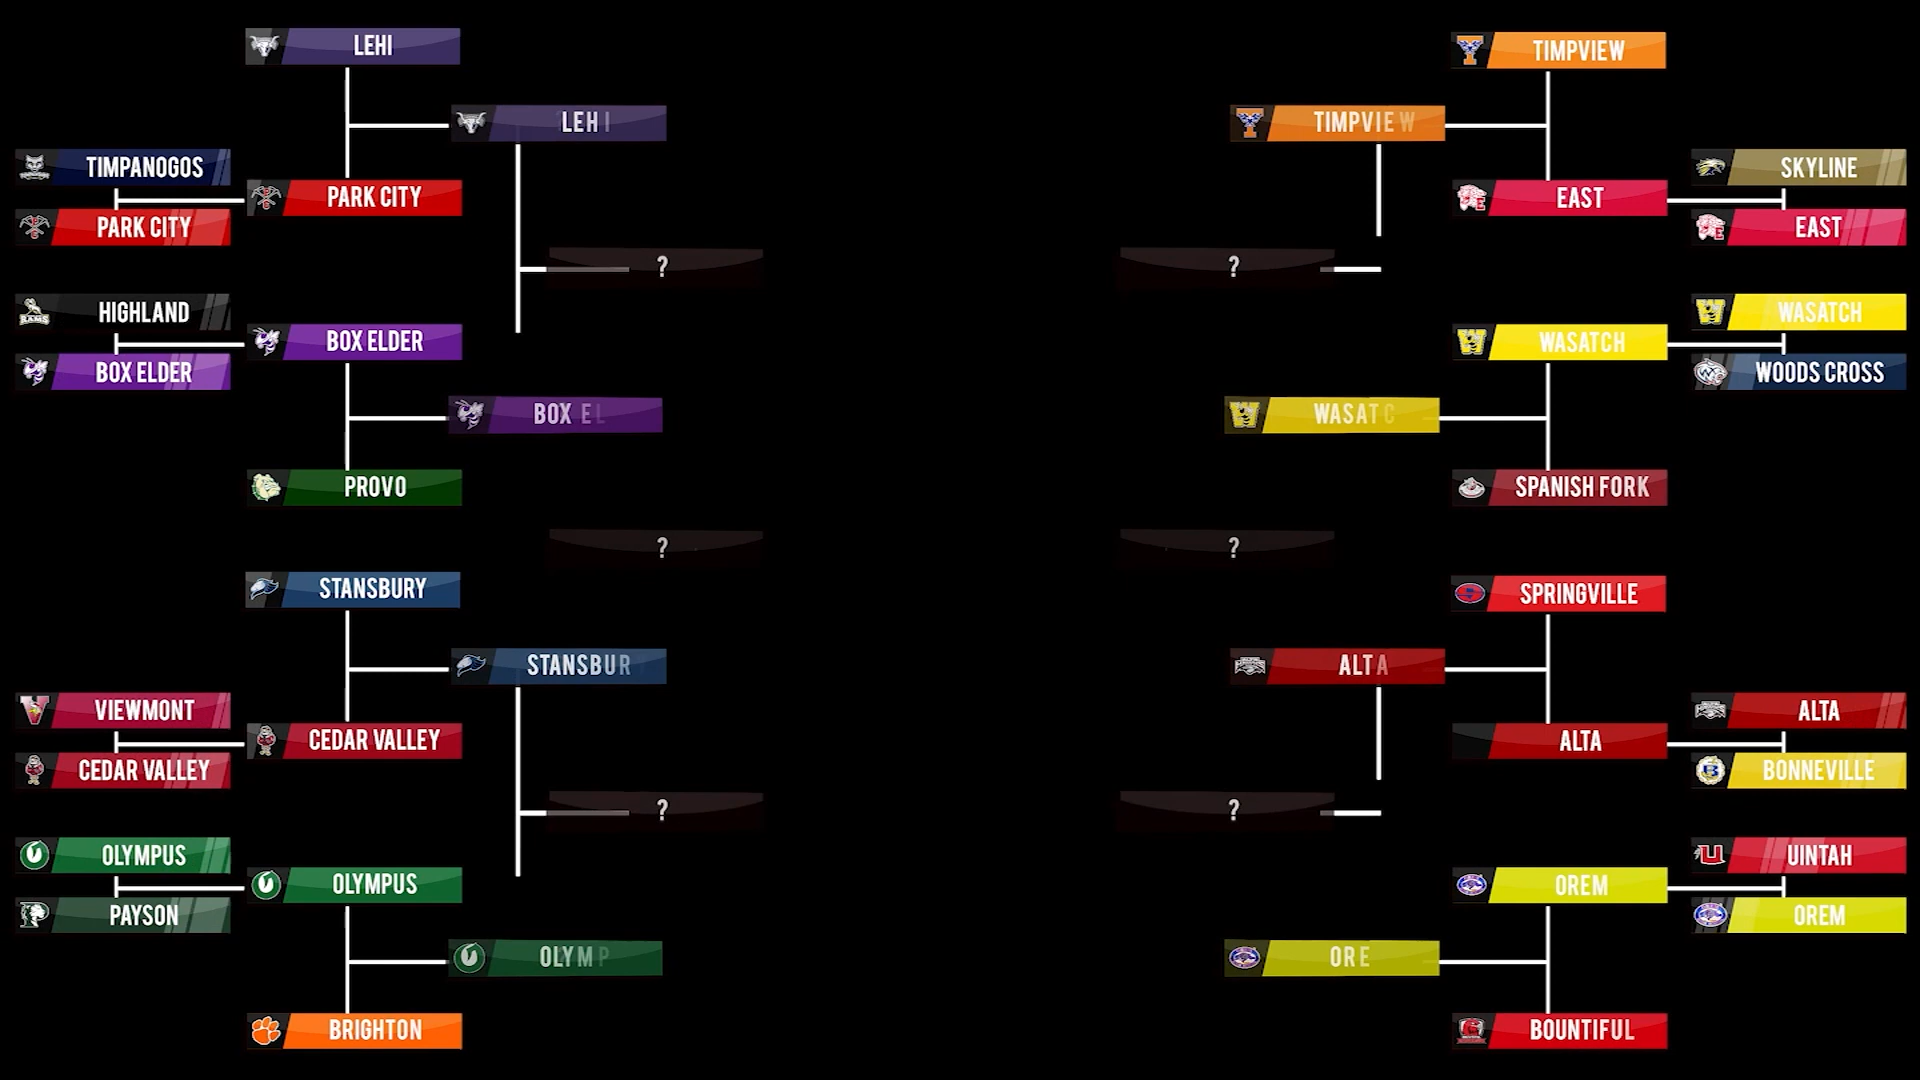 LEHI
TIMPVIEW
LEHI
TIMPVIEW
TIMPANOGOS
SKYLINE
PARK CITY
EAST
PARK CITY
EAST
?
?
HIGHLAND
WASATCH
BOX ELDER
WASATCH
BOX ELDER
WOODS CROSS
BOX EL
WASATC
PROVO
SPANISH FORK
?
?
STANSBURY
SPRINGVILLE
STANSBUR
ALTA
VIEWMONT
ALTA
CEDAR VALLEY
ALTA
CEDAR VALLEY
BONNEVILLE
?
?
OLYMPUS
UINTAH
OLYMPUS
OREM
PAYSON
OREM
OLYMP
ORE
BRIGHTON
BOUNTIFUL